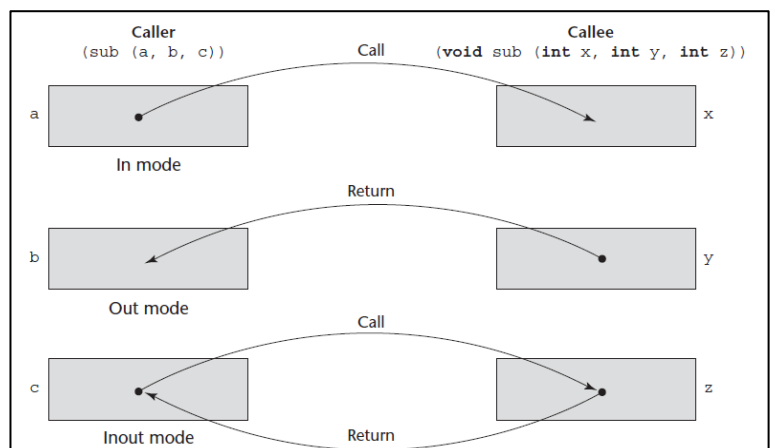 Caller
(sub (a, b, c))
Callee
(void sub (int x, int y, int z))
Call
a
x
In mode
Return
b
y
Out mode
Call
c
z
Inout mode
Return